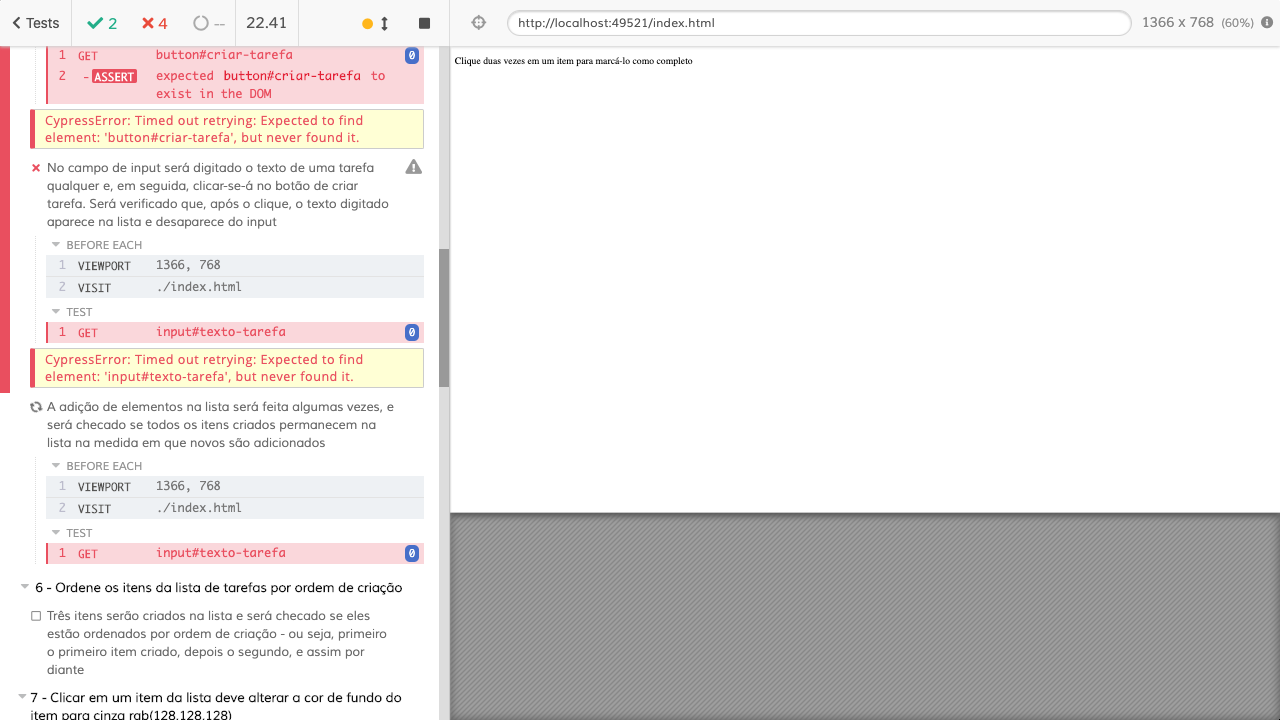 Tests
2
4
--
22.41
http://localhost:49521/index.html
1366 x 768 (60%)
1 GET button#criar-tarefa 0
2 -ASSERT expected button#criar-tarefa to
exist in the DOM
CypressError: Timed out retrying: Expected to find
element: 'button#criar-tarefa', but never found it.
No campo de input será digitado o texto de uma tarefa
qualquer e, em seguida, clicar-se-á no botão de criar
tarefa. Será verificado que, após o clique, o texto digitado
aparece na lista e desaparece do input
BEFORE EACH
1 VIEWPORT 1366, 768
2 VISIT ./index.html
TEST
1 GET input#texto-tarefa 0
CypressError: Timed out retrying: Expected to find
element: 'input#texto-tarefa', but never found it.
A adição de elementos na lista será feita algumas vezes, e
será checado se todos os itens criados permanecem na
lista na medida em que novos são adicionados
BEFORE EACH
1 VIEWPORT 1366, 768
2 VISIT ./index.html
TEST
1 GET input#texto-tarefa 0
6 - Ordene os itens da lista de tarefas por ordem de criação
Três itens serão criados na lista e será checado se eles
estão ordenados por ordem de criação - ou seja, primeiro
o primeiro item criado, depois o segundo, e assim por
diante
7 - Clicar em um item da lista deve alterar a cor de fundo do
item para cinza rgb(128,128,128)
Clique duas vezes em um item para marcá-lo como completo